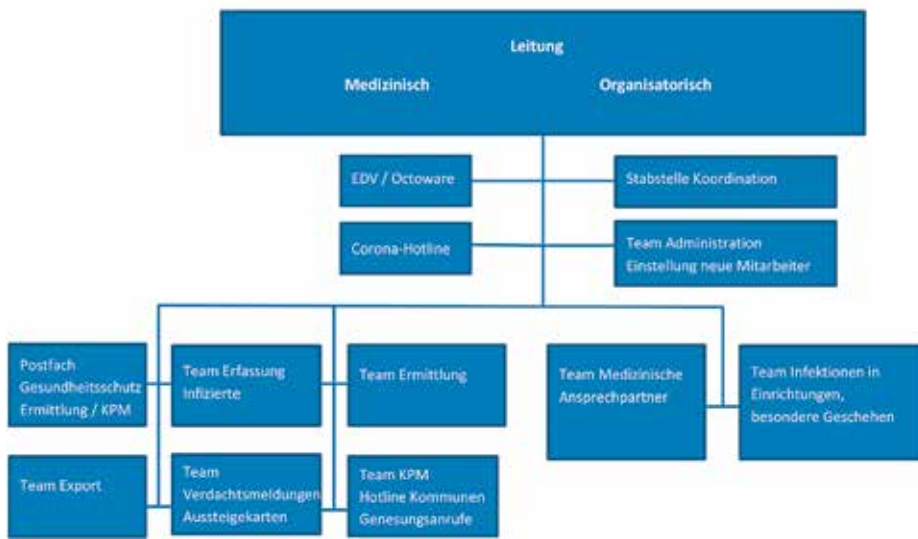 Leitung
Medizinisch Organisatorisch
EDV / Octoware
Stabstelle Koordination
Corona-Hotline
Team Administration
Einstellung neue Mitarbeiter
Postfach
Gesundheitsschutz
Ermittlung / KPM
Team Erfassung
Infizierte
Team Ermittlung
Team Medizinische
Ansprechpartner
Team Infektionen in
Einrichtungen,
besondere Geschehen
Team Export
Team
Verdachtsmeldungen
Aussteigekarten
Team KPM
Hotline Kommunen
Genesungsanrufe